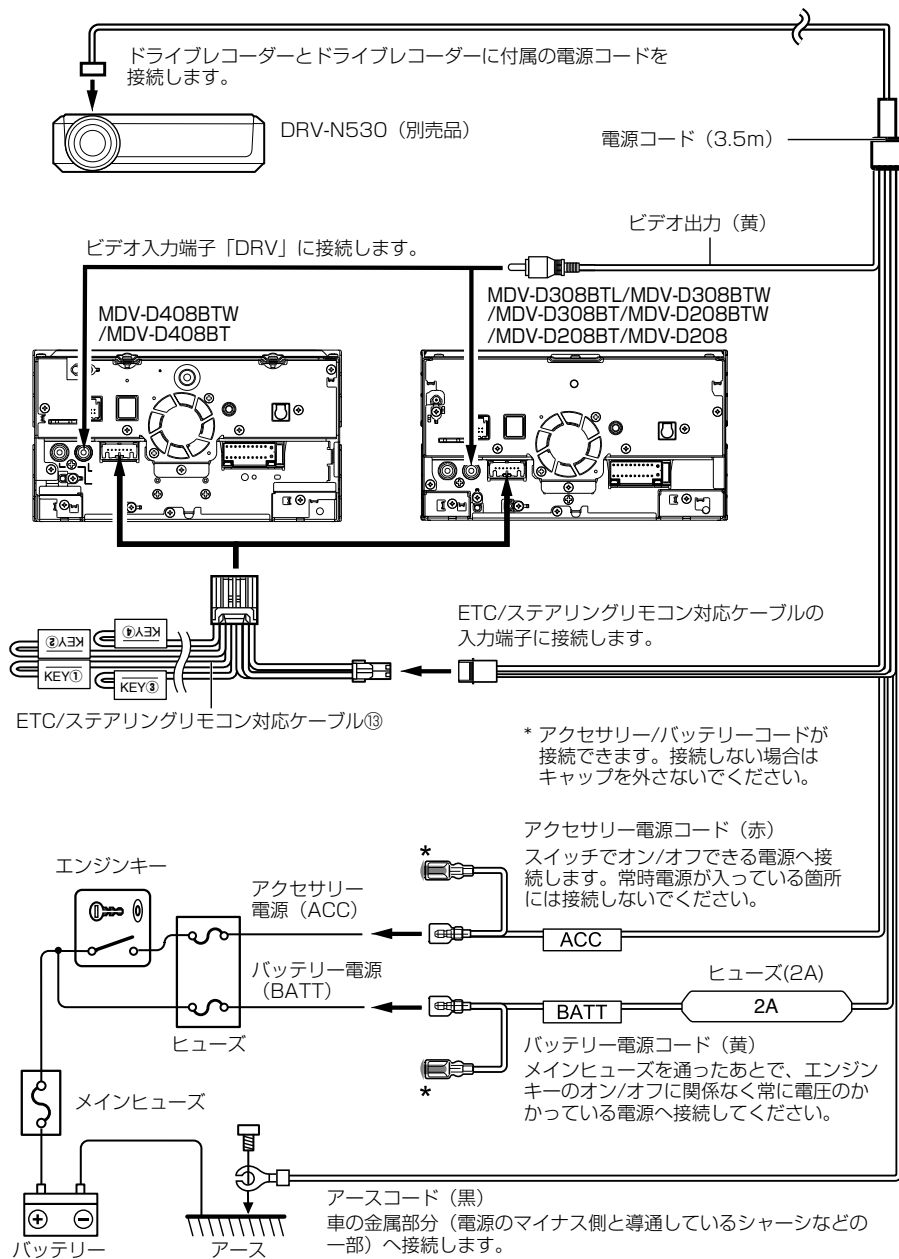 ドライブレコーダーとドライブレコーダーに付属の電源コードを
接続します。
DRV-N530（別売品）
電源コード（3.5m）
ビデオ出力（黄）
ビデオ入力端子「DRV」に接続します。
MDV-D408BTW
/MDV-D408BT
MDV-D308BTL/MDV-D308BTW
/MDV-D308BT/MDV-D208BTW
/MDV-D208BT/MDV-D208
ETC/ステアリングリモコン対応ケーブルの
入力端子に接続します。
KEY②
KEY④
KEY①
KEY③
ETC/ステアリングリモコン対応ケーブル⑬
* アクセサリー/バッテリーコードが
接続できます。接続しない場合は
キャップを外さないでください。
アクセサリー電源コード（赤）
スイッチでオン/オフできる電源へ接
続します。常時電源が入っている箇所
には接続しないでください。
*
エンジンキー
アクセサリー
電源（ACC）
ACC
バッテリー電源
（BATT）
ヒューズ(2A)
BATT
2A
ヒューズ
バッテリー電源コード（黄）
メインヒューズを通ったあとで、エンジン
キーのオン/オフに関係なく常に電圧のか
かっている電源へ接続してください。
*
メインヒューズ
アースコード（黒）
車の金属部分（電源のマイナス側と導通しているシャーシなどの
一部）へ接続します。
バッテリー
アース